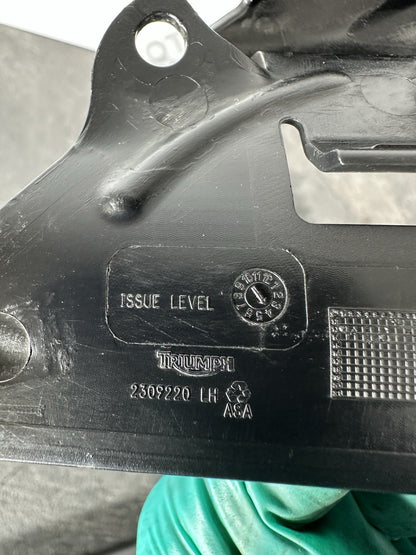 ISSUE LEVEL
TRIUMPH
2309220 LH
ASA